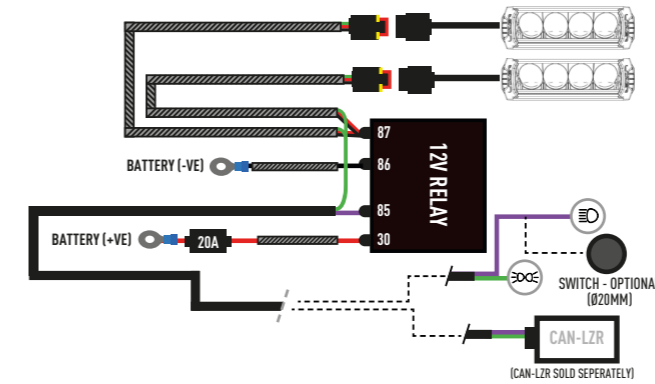 87
BATTERY (-VE)
86
12V RELAY
85
BATTERY (+VE)
20A
30
SWITCH - OPTIONA
(Ø20MM)
CAN-LZR
(CAN-LZR SOLD SEPERATELY)